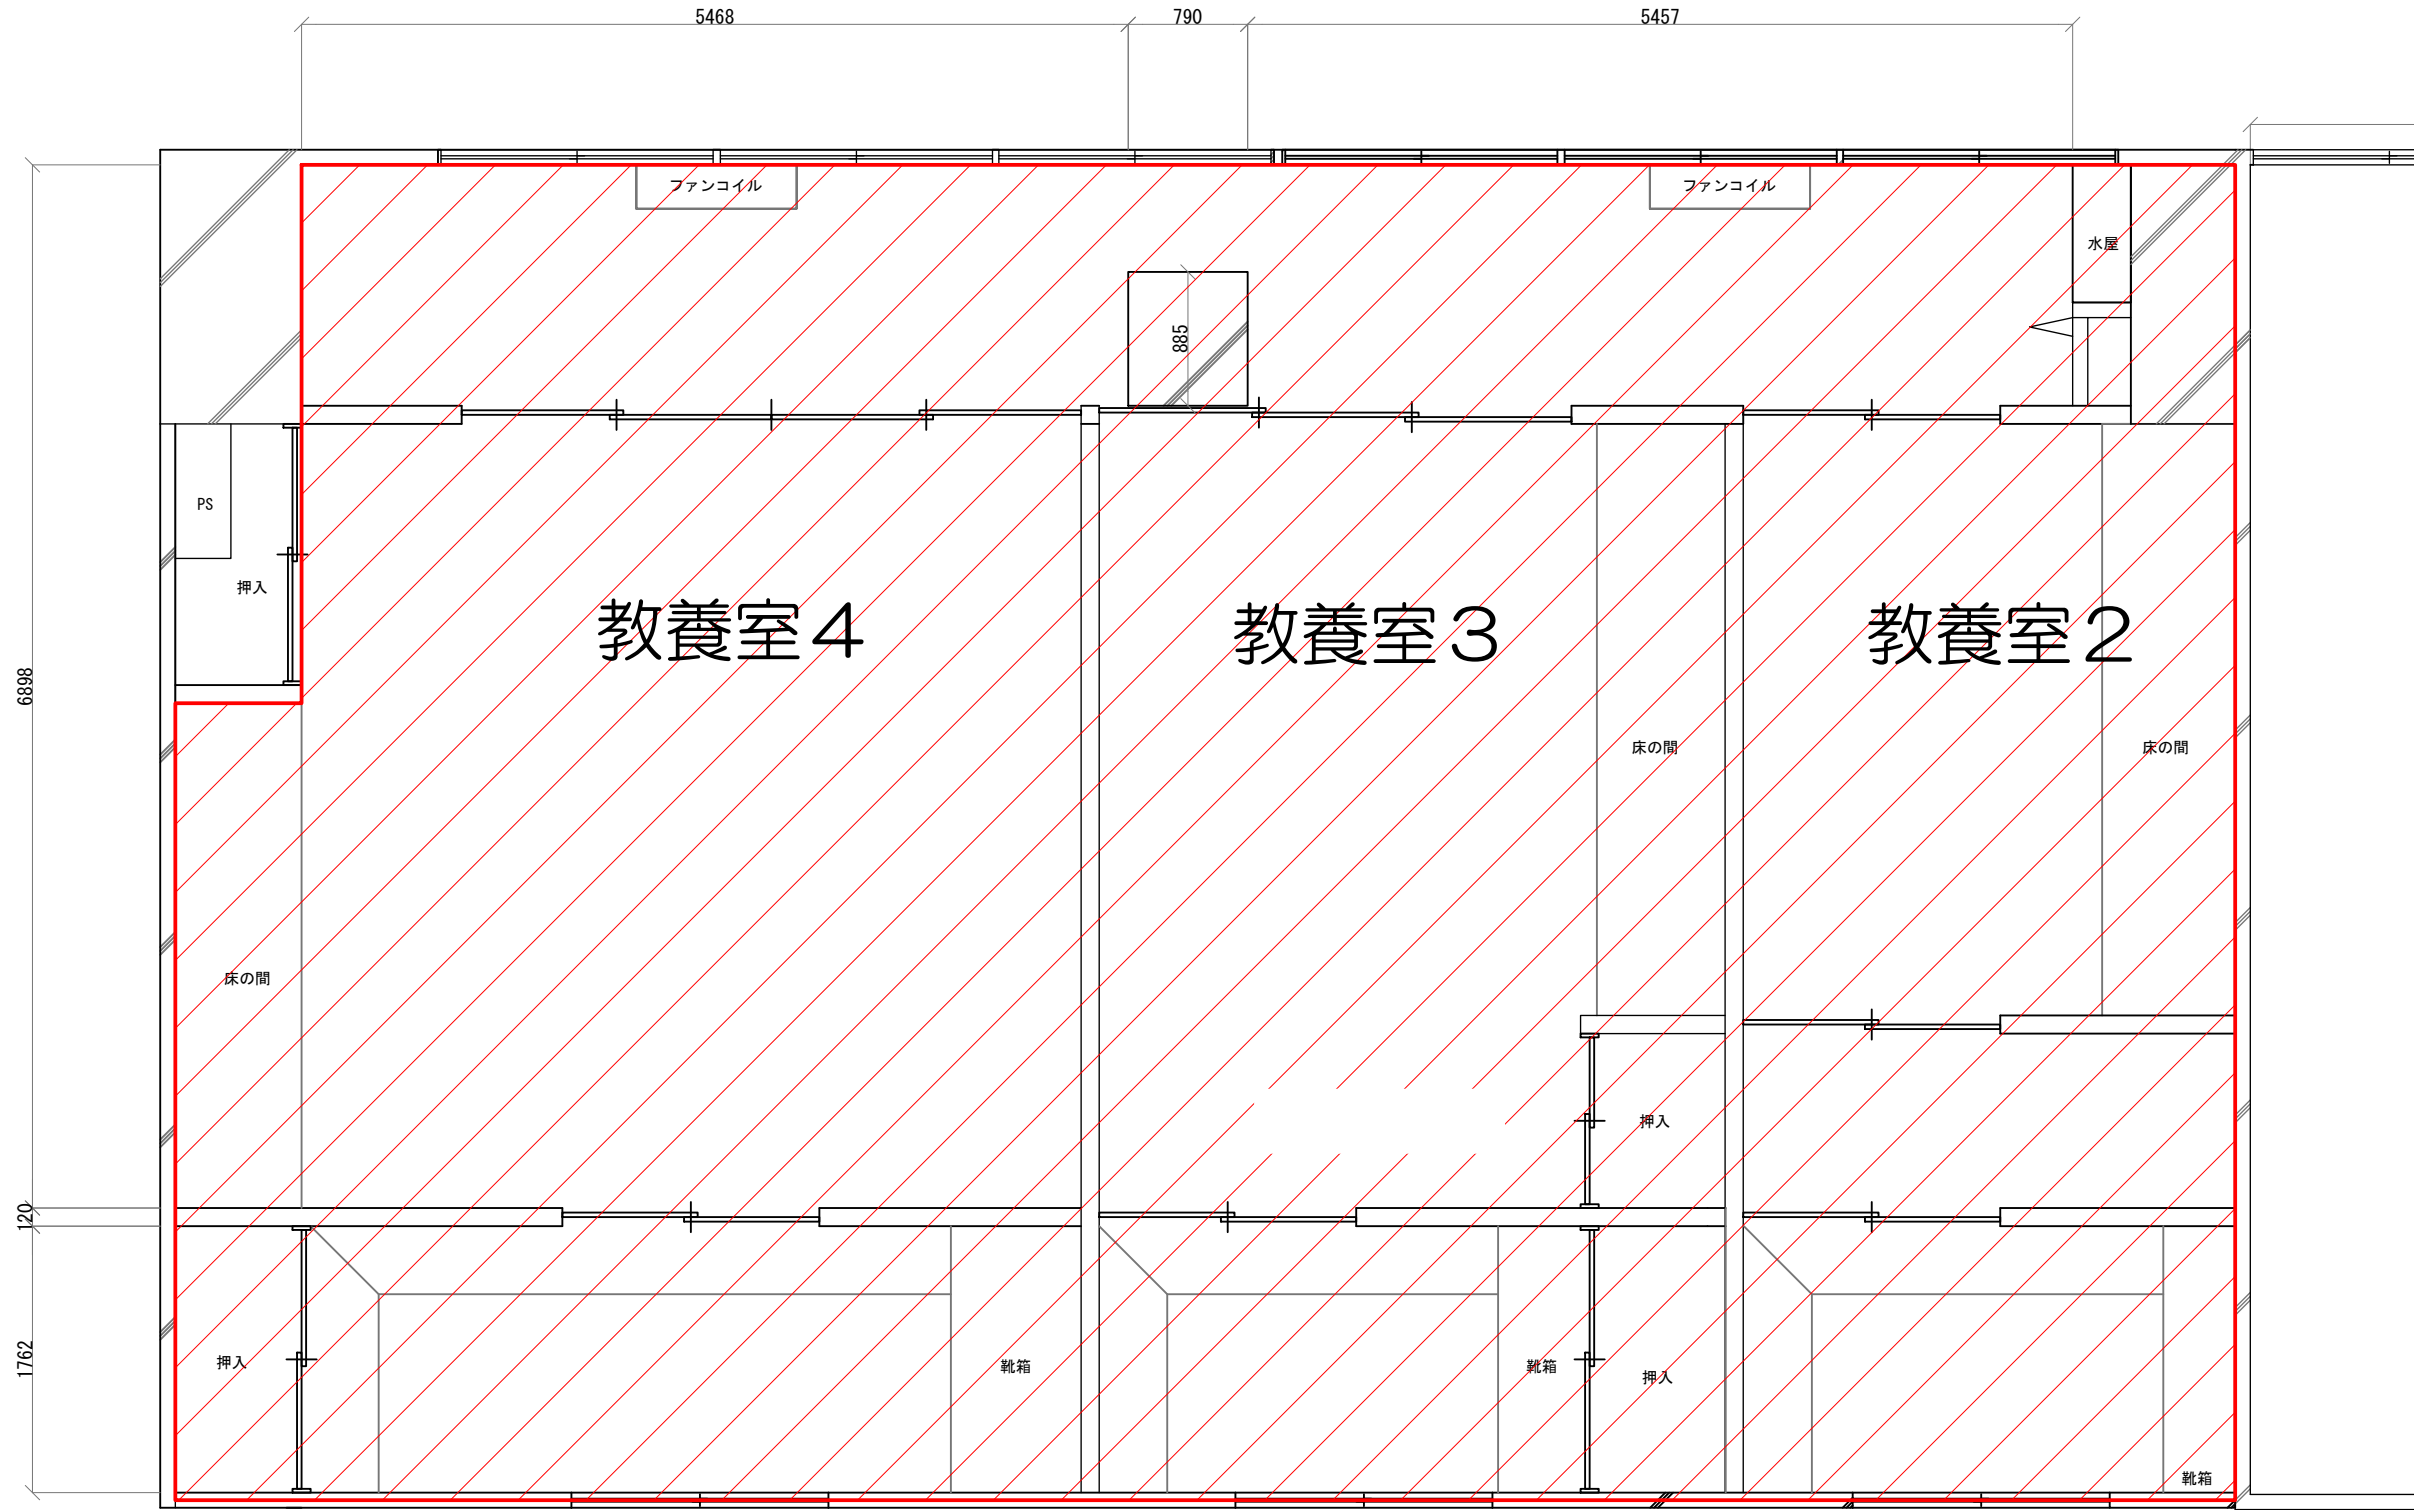 5468
790
5457
ファンコイル
ファンコイル
水屋
885
PS
押入
教養室４
教養室３
教養室２
6898
床の間
床の間
床の間
押入
120
1762
押入
靴箱
靴箱
押入
靴箱